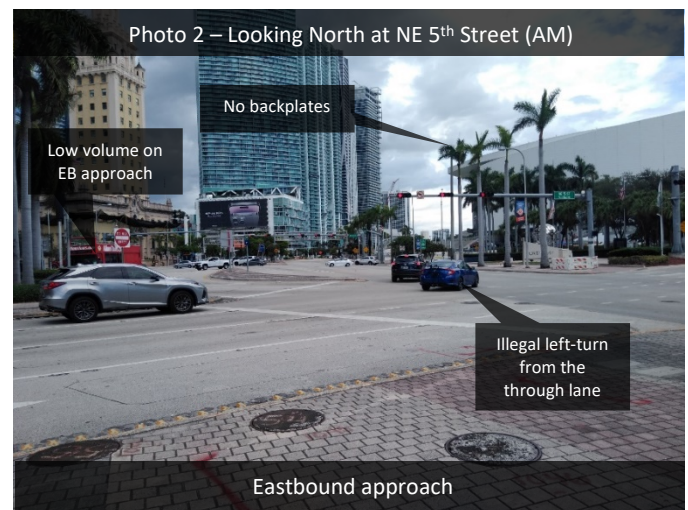 Photo 2 – Looking North at NE 5th Street (AM)
No backplates
Low volume on
EB approach
Illegal left-turn
from the
through lane
Eastbound approach